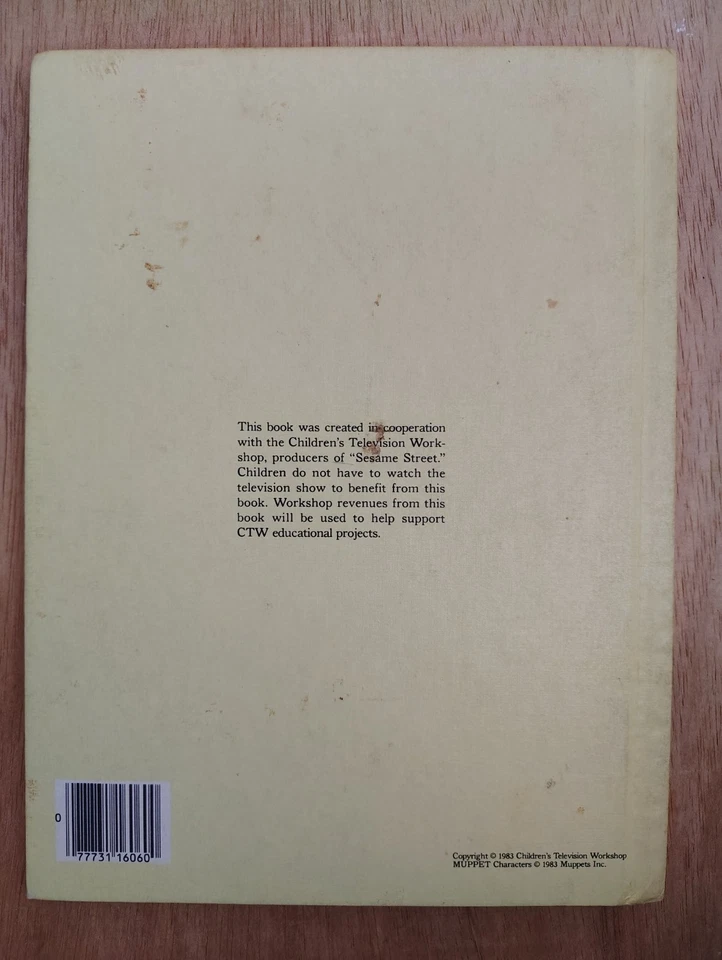 This book was created in cooperation
with the Children's Television Work-
shop, producers of "Sesame Street."
Children do not have to watch the
television show to benefit from this
book. Workshop revenues from this
book will be used to help support
CTW educational projects.
0 77731 16060
Copyright © 1983 Children's Television Workshop
MUPPET Characters © 1983 Muppets Inc.